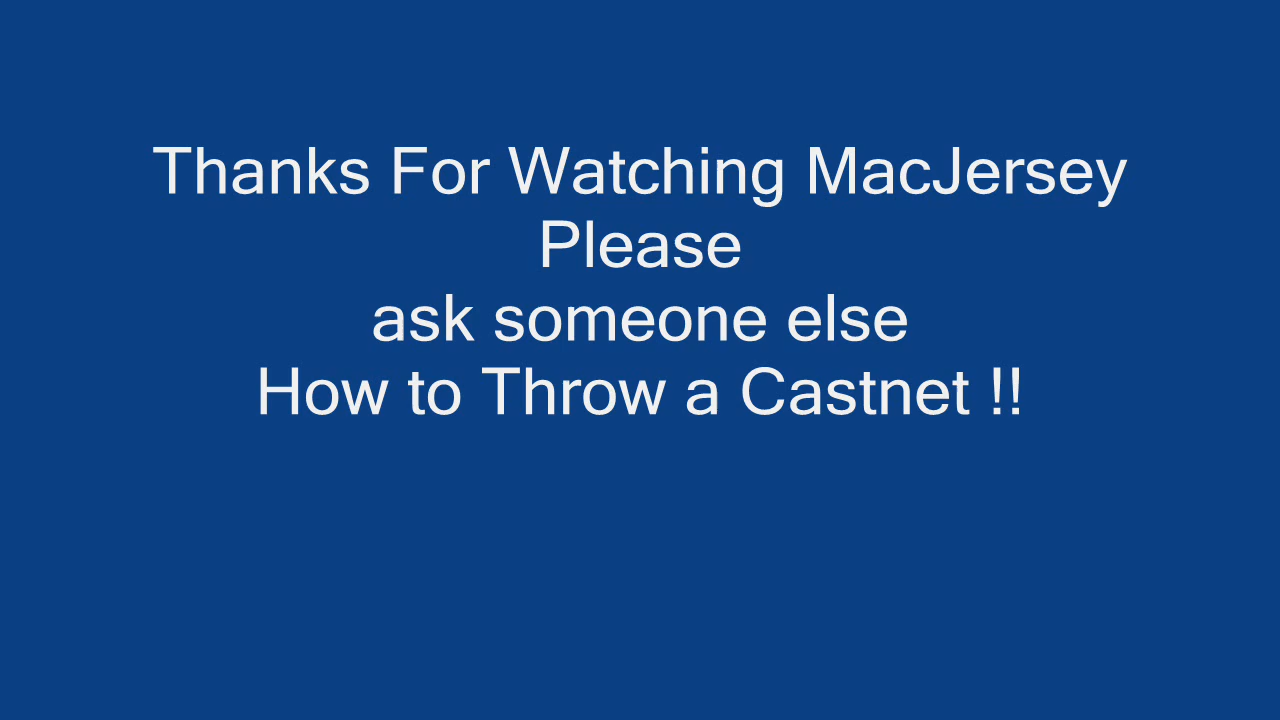 Thanks For Watching MacJersey
Please
ask someone else
How to Throw a Castnet !!